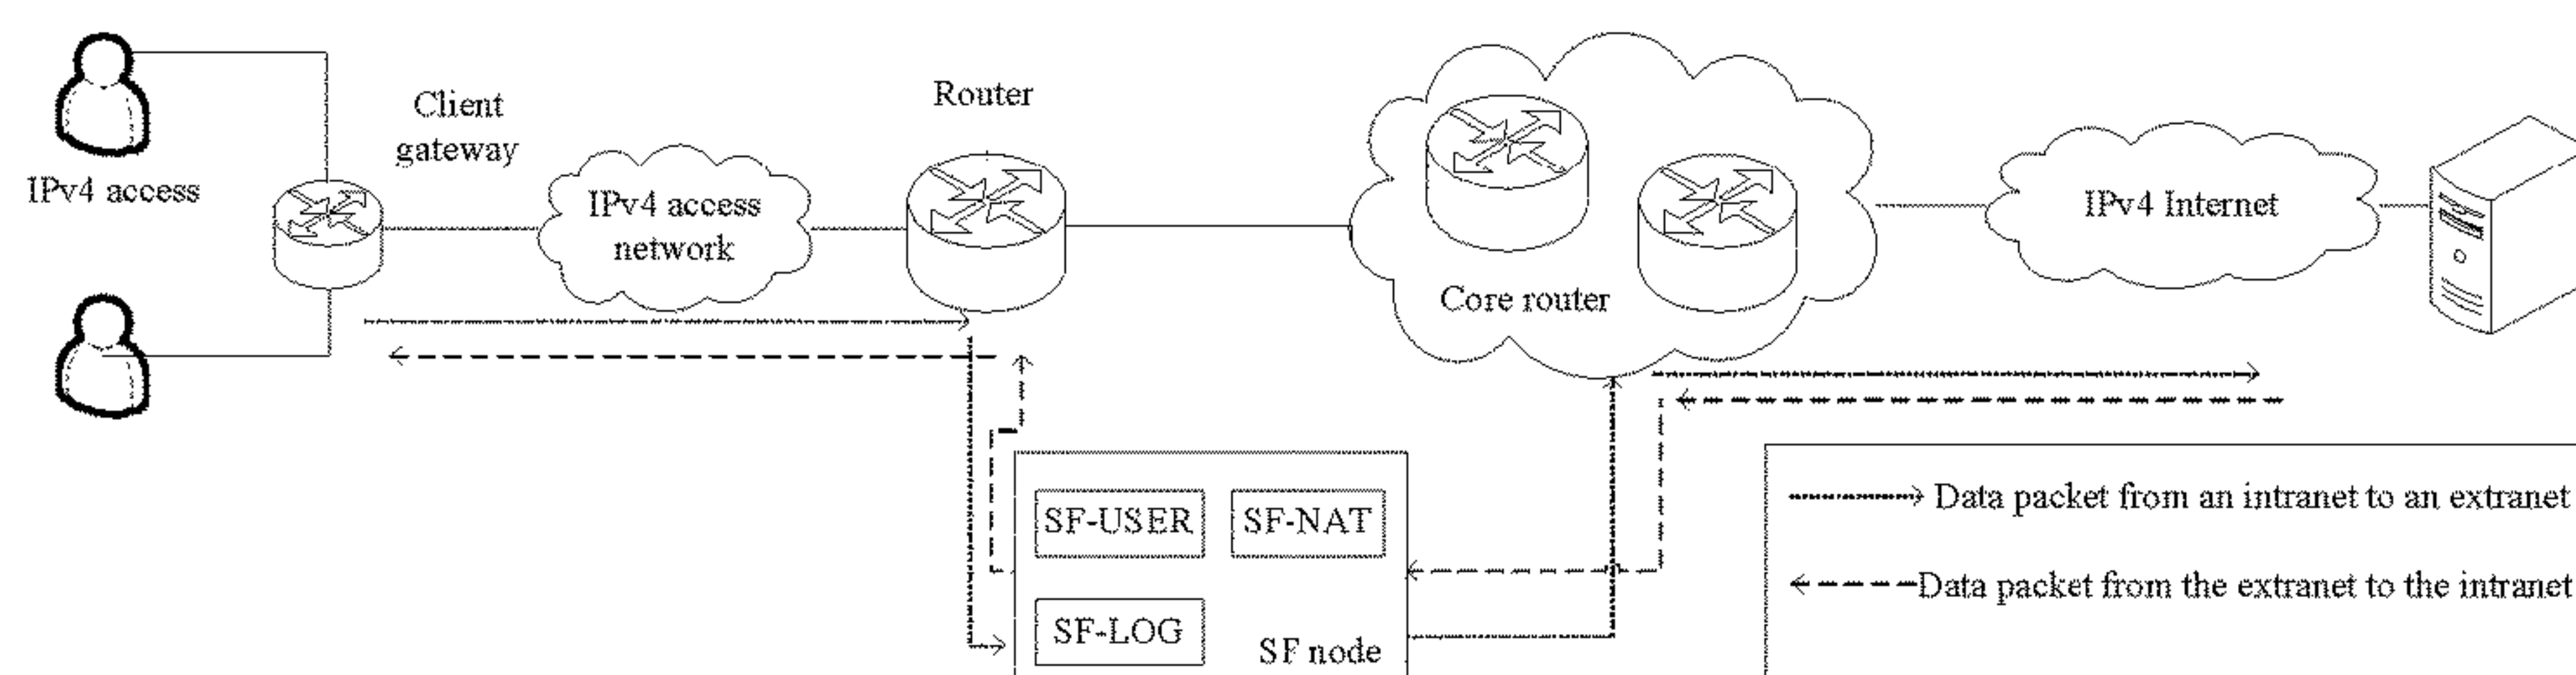 IPv4 access
Client
gateway
IPv4 access
network
Router
Core router
IPv4 Internet
SF-USER
SF-NAT
SF-LOG
SF node
Data packet from an intranet to an extranet
Data packet from the extranet to the intranet